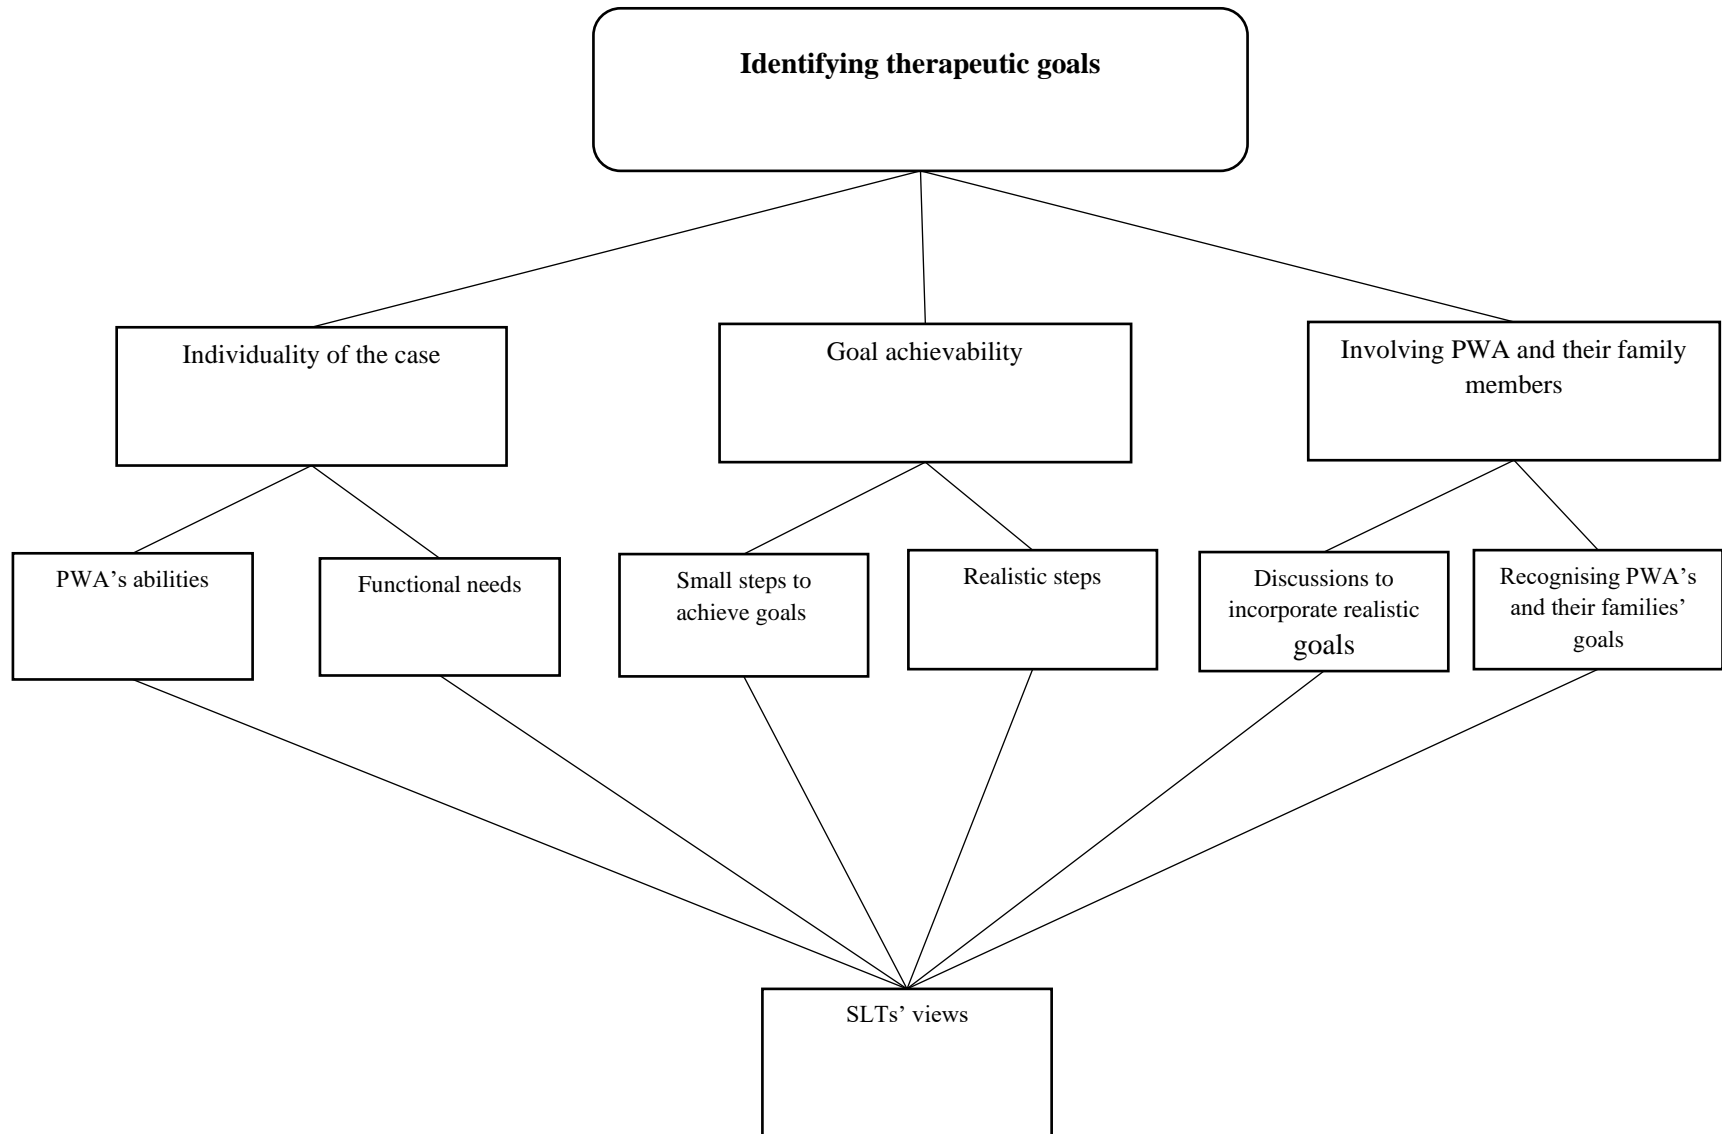 Identifying therapeutic goals
Individuality of the case
Goal achievability
Involving PWA and their family
members
PWA’s abilities
Functional needs
Small steps to
achieve goals
Realistic steps
Discussions to
incorporate realistic
goals
Recognising PWA’s
and their families’
goals
SLTs’ views